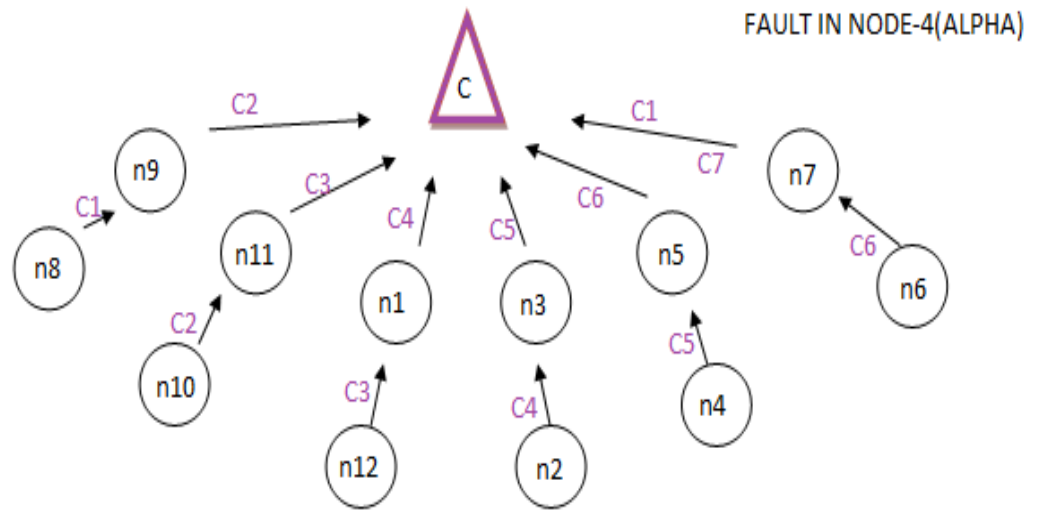 FAULT IN NODE-4(ALPHA)
C
C2
C1
n9
C3
C7
n7
C1
C4
C6
n11
C5
n5
C6
n8
n1
n3
n6
C2
C5
n10
C3
C4
n4
n12
n2